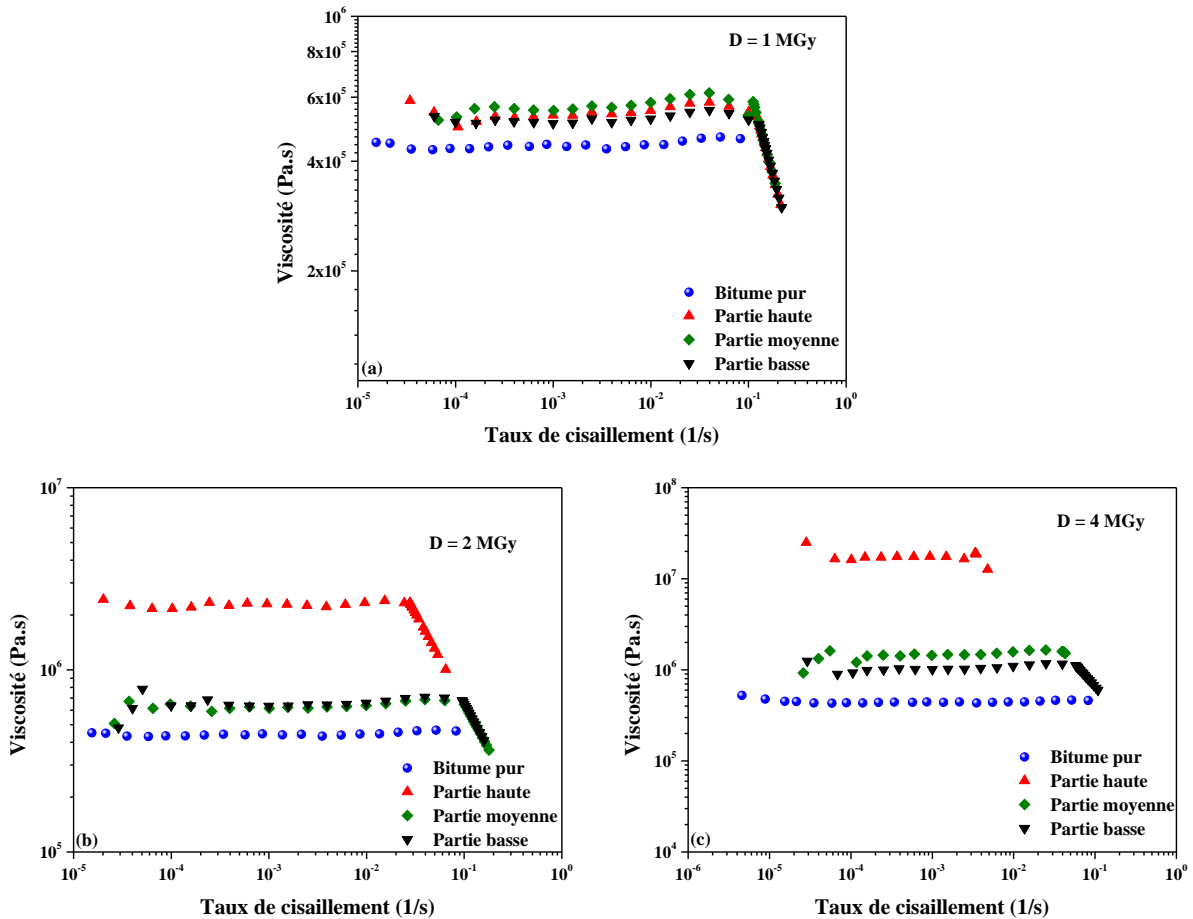 10⁶
8x10⁵
6x10⁵
4x10⁵
2x10⁵
Viscosité (Pa.s)
D = 1 MGy
Bitume pur
Partie haute
Partie moyenne
Partie basse
(a)
10⁻⁵ 10⁻⁴ 10⁻³ 10⁻² 10⁻¹ 10⁰
Taux de cisaillement (1/s)
10⁷
10⁶
10⁵
Viscosité (Pa.s)
D = 2 MGy
Bitume pur
Partie haute
Partie moyenne
Partie basse
(b)
10⁻⁵ 10⁻⁴ 10⁻³ 10⁻² 10⁻¹ 10⁰
Taux de cisaillement (1/s)
10⁸
10⁷
10⁶
10⁵
10⁴
Viscosité (Pa.s)
D = 4 MGy
Bitume pur
Partie haute
Partie moyenne
Partie basse
(c)
10⁻⁶ 10⁻⁵ 10⁻⁴ 10⁻³ 10⁻² 10⁻¹ 10⁰
Taux de cisaillement (1/s)